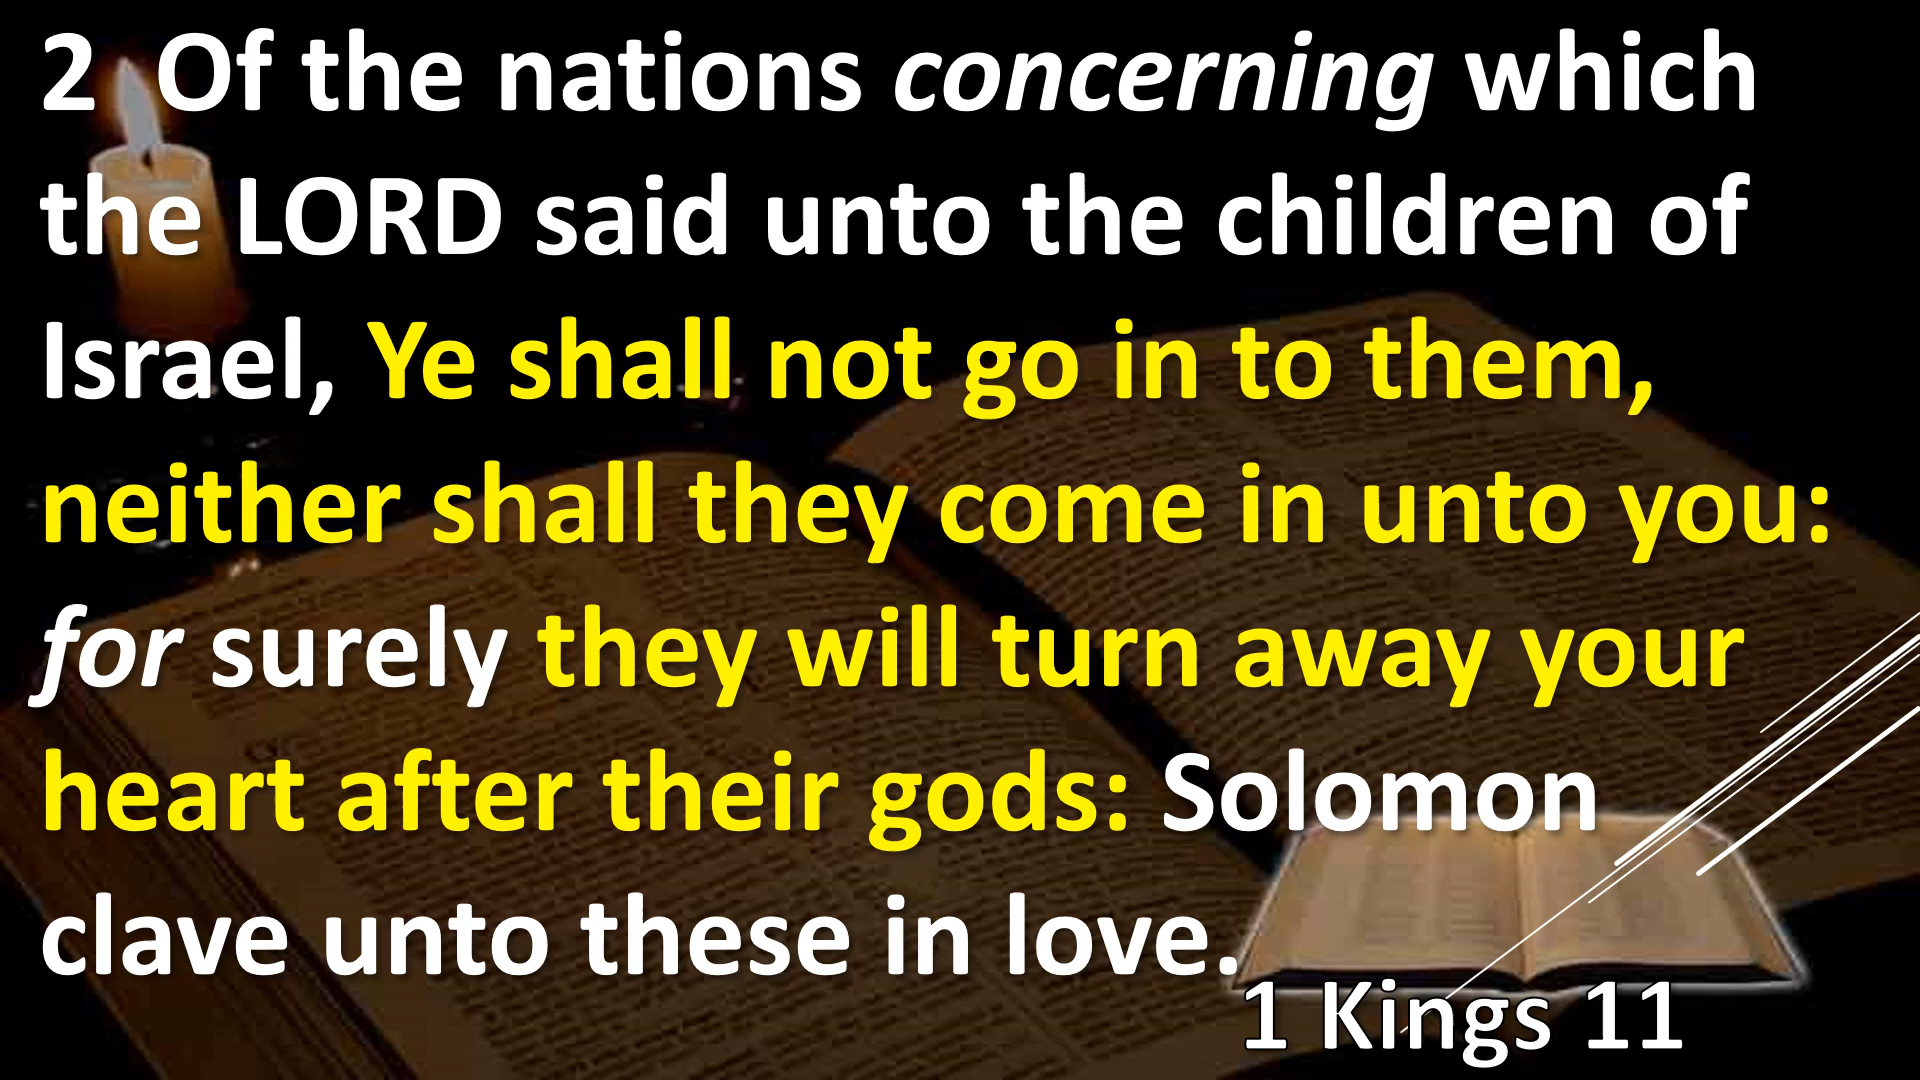 2  Of the nations concerning which
the LORD said unto the children of
Israel, Ye shall not go in to them,
neither shall they come in unto you:
for surely they will turn away your
heart after their gods: Solomon
clave unto these in love.
1 Kings 11